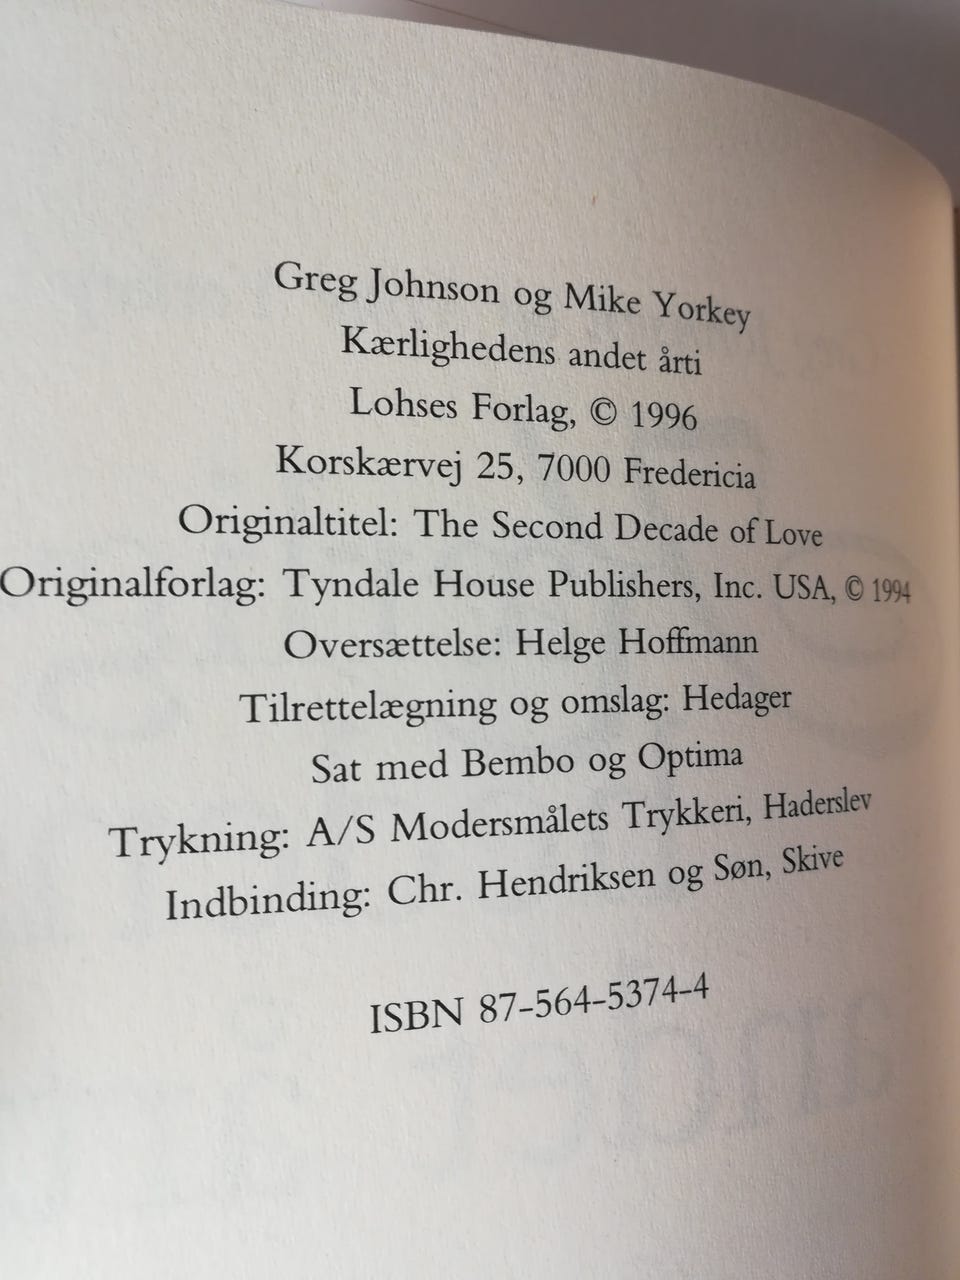 Greg Johnson og Mike Yorkey
Kærlighedens andet årti
Lohses Forlag, © 1996
Korskærvej 25, 7000 Fredericia
Originaltitel: The Second Decade of Love
Originalforlag: Tyndale House Publishers, Inc. USA, © 1994
Oversættelse: Helge Hoffmann
Tilrettelægning og omslag: Hedager
Sat med Bembo og Optima
Trykning: A/S Modersmålets Trykkeri, Haderslev
Indbinding: Chr. Hendriksen og Søn, Skive
ISBN 87-564-5374-4